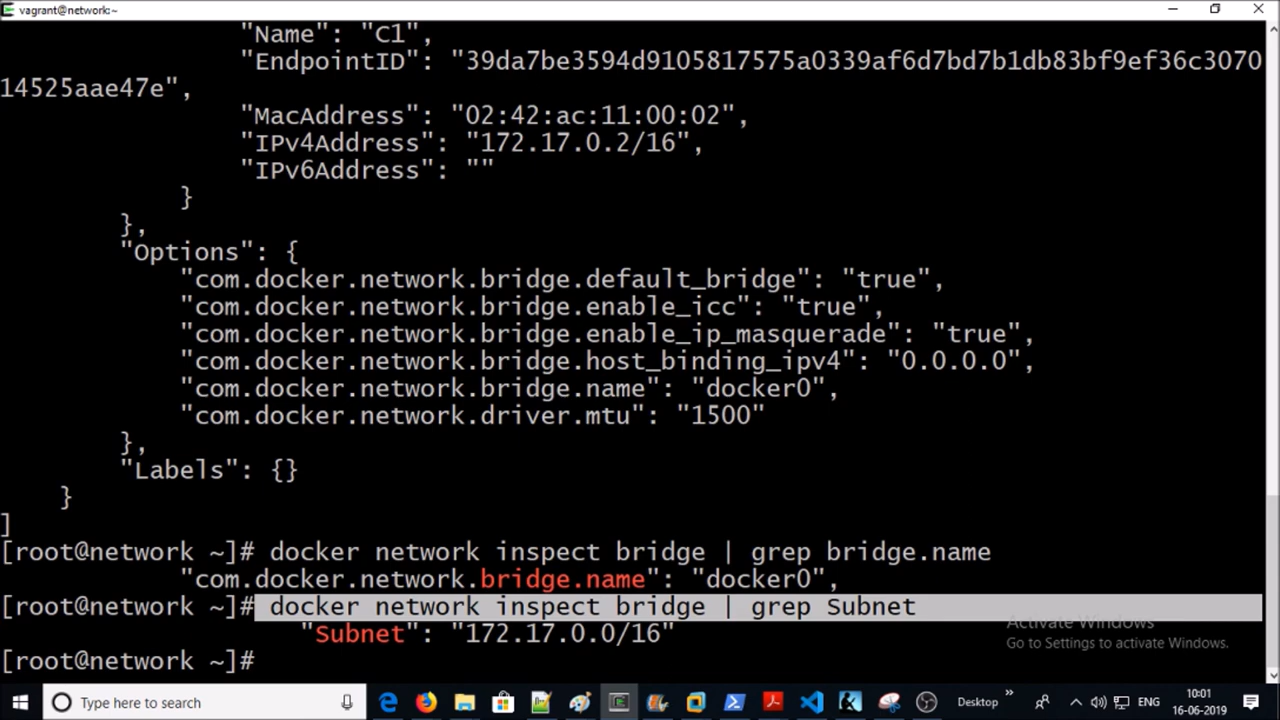 vagrant@network:~
"Name": "C1",
"EndpointID": "39da7be3594d9105817575a0339af6d7bd7b1db83bf9ef36c3070
14525aae47e",
"MacAddress": "02:42:ac:11:00:02",
"IPv4Address": "172.17.0.2/16",
"IPv6Address": ""
}
},
"Options": {
"com.docker.network.bridge.default_bridge": "true",
"com.docker.network.bridge.enable_icc": "true",
"com.docker.network.bridge.enable_ip_masquerade": "true",
"com.docker.network.bridge.host_binding_ipv4": "0.0.0.0",
"com.docker.network.bridge.name": "docker0",
"com.docker.network.driver.mtu": "1500"
},
"Labels": {}
}
]
[root@network ~]# docker network inspect bridge | grep bridge.name
"com.docker.network.bridge.name": "docker0",
[root@network ~]# docker network inspect bridge | grep Subnet
"Subnet": "172.17.0.0/16"
[root@network ~]#
Activate Windows
Go to Settings to activate Windows.
Type here to search
Desktop
ENG
10:01
16-06-2019